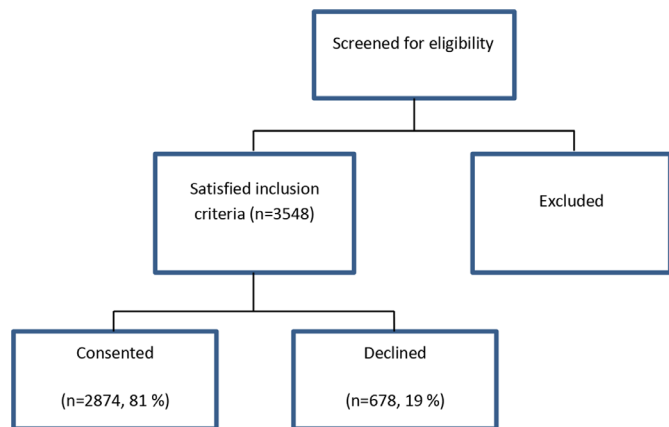 Screened for eligibility
Satisfied inclusion
criteria (n=3548)
Excluded
Consented
(n=2874, 81 %)
Declined
(n=678, 19 %)